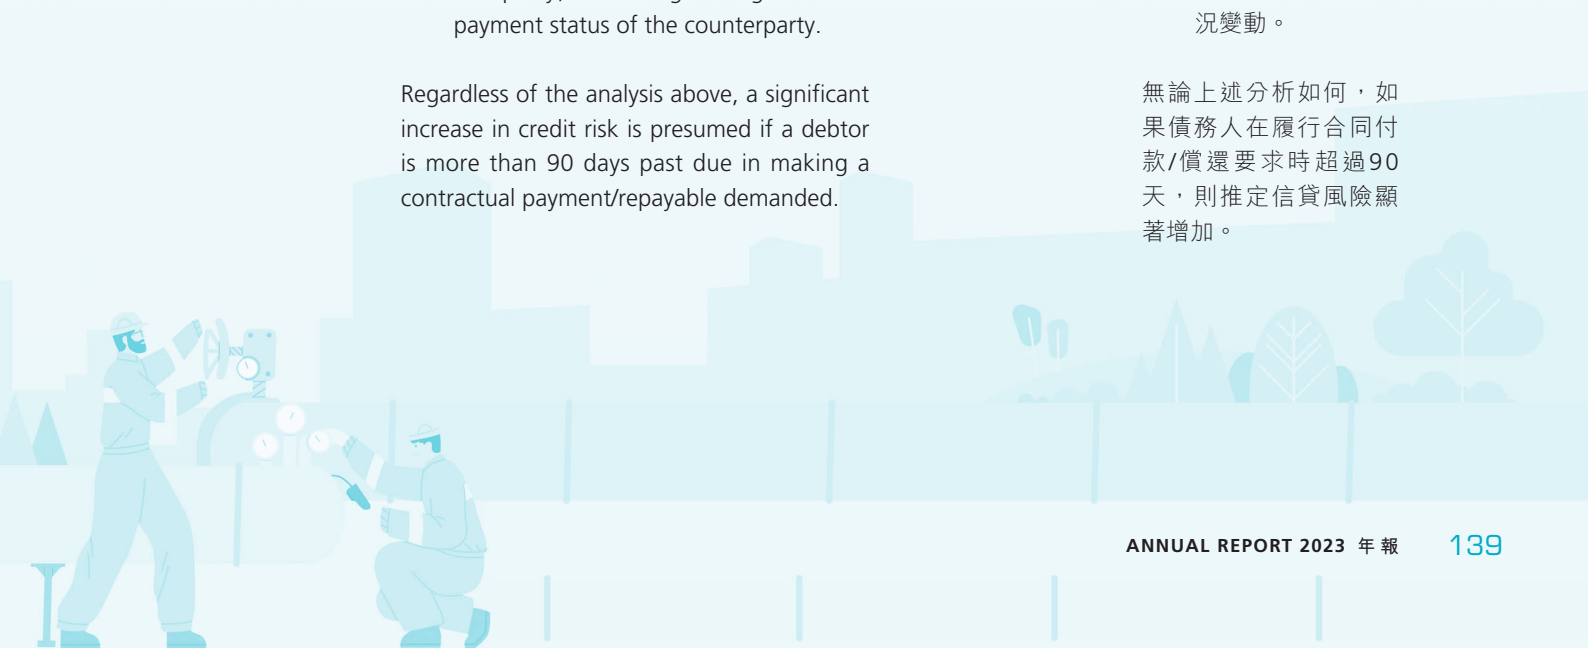 payment status of the counterparty.
Regardless of the analysis above, a significant
increase in credit risk is presumed if a debtor
is more than 90 days past due in making a
contractual payment/repayable demanded.
況變動。
無論上述分析如何，如
果債務人在履行合同付
款/償還要求時超過90
天，則推定信貸風險顯
著增加。
ANNUAL REPORT 2023 年報 139